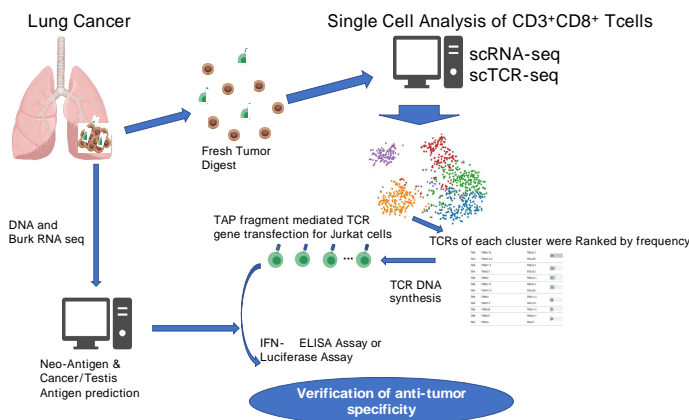 Lung Cancer
Single Cell Analysis of CD3⁺CD8⁺ Tcells
scRNA-seq
scTCR-seq
Fresh Tumor
Digest
DNA and
Burk RNA seq
TAP fragment mediated TCR
gene transfection for Jurkat cells
...
TCRs of each cluster were Ranked by frequency
TCR DNA
synthesis
IFN- ELISA Assay or
Luciferase Assay
Neo-Antigen &
Cancer/Testis
Antigen prediction
Verification of anti-tumor
specificity